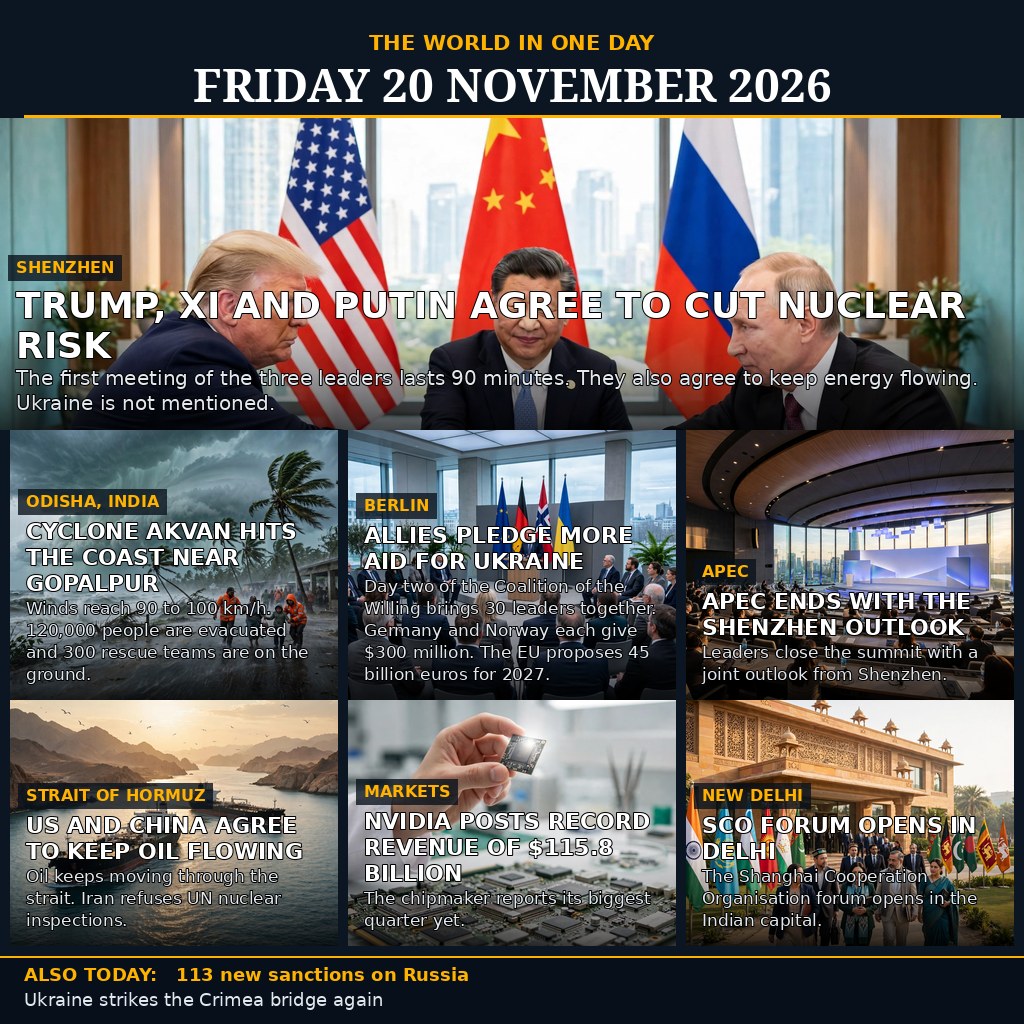 THE WORLD IN ONE DAY
FRIDAY 20 NOVEMBER 2026
SHENZHEN
TRUMP, XI AND PUTIN AGREE TO CUT NUCLEAR
RISK
The first meeting of the three leaders lasts 90 minutes. They also agree to keep energy flowing.
Ukraine is not mentioned.
ODISHA, INDIA
CYCLONE AKVAN HITS
THE COAST NEAR
GOPALPUR
Winds reach 90 to 100 km/h.
120,000 people are evacuated
and 300 rescue teams are on the
ground.
BERLIN
ALLIES PLEDGE MORE
AID FOR UKRAINE
Day two of the Coalition of the
Willing brings 30 leaders together.
Germany and Norway each give
$300 million. The EU proposes 45
billion euros for 2027.
APEC
APEC ENDS WITH THE
SHENZHEN OUTLOOK
Leaders close the summit with a
joint outlook from Shenzhen.
STRAIT OF HORMUZ
US AND CHINA AGREE
TO KEEP OIL FLOWING
Oil keeps moving through the
strait. Iran refuses UN nuclear
inspections.
MARKETS
NVIDIA POSTS RECORD
REVENUE OF $115.8
BILLION
The chipmaker reports its biggest
quarter yet.
NEW DELHI
SCO FORUM OPENS IN
DELHI
The Shanghai Cooperation
Organisation forum opens in the
Indian capital.
ALSO TODAY: 113 new sanctions on Russia
Ukraine strikes the Crimea bridge again